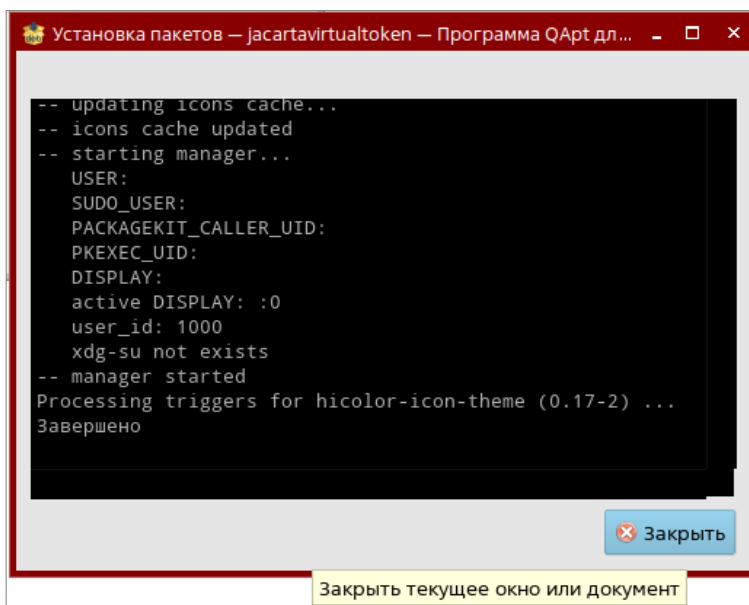 Установка пакетов — jacartavirtualtoken — Программа QApt дл...
-- updating icons cache...
-- icons cache updated
-- starting manager...
USER:
SUDO_USER:
PACKAGEKIT_CALLER_UID:
PKEXEC_UID:
DISPLAY:
active DISPLAY: :0
user_id: 1000
xdg-su not exists
-- manager started
Processing triggers for hicolor-icon-theme (0.17-2) ...
Завершено
Закрыть
Закрыть текущее окно или документ